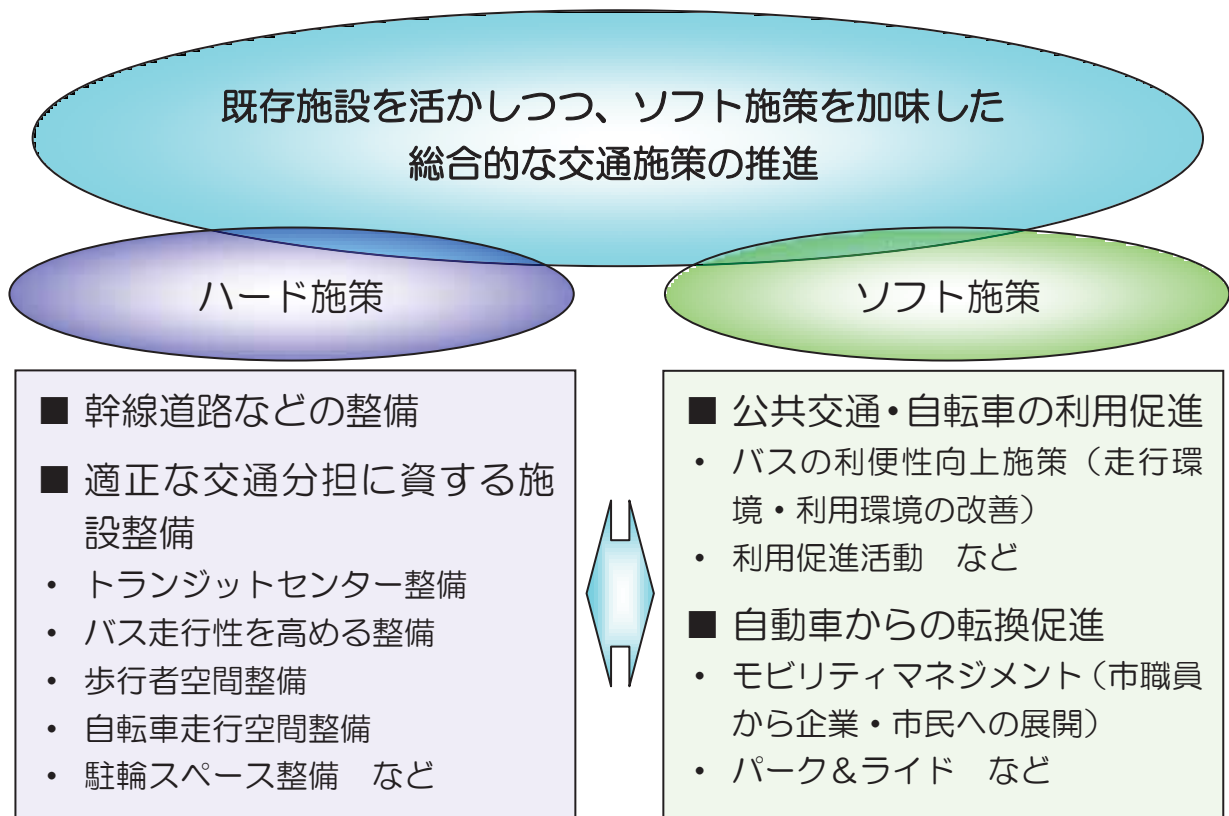 既存施設を活かしつつ、ソフト施策を加味した
総合的な交通施策の推進
ハード施策
■ 幹線道路などの整備
■ 適正な交通分担に資する施
設整備
・ トランジットセンター整備
・ バス走行性を高める整備
・ 歩行者空間整備
・ 自転車走行空間整備
・ 駐輪スペース整備　など
ソフト施策
■ 公共交通・自転車の利用促進
・ バスの利便性向上施策（走行環
境・利用環境の改善）
・ 利用促進活動　など
■ 自動車からの転換促進
・ モビリティマネジメント（市職員
から企業・市民への展開）
・ パーク＆ライド　など